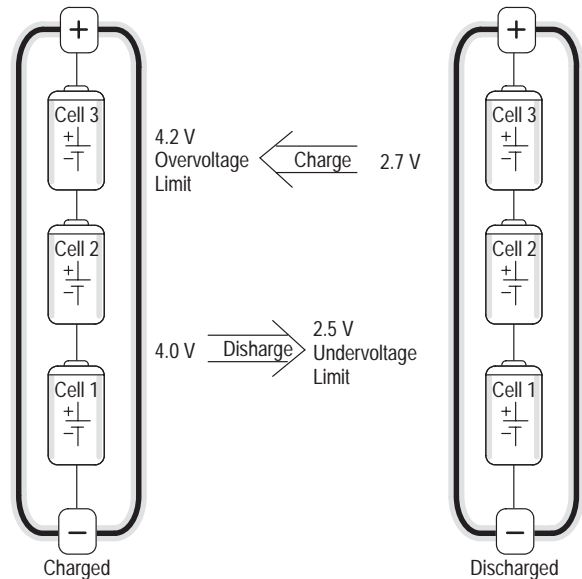 +
+
Cell 3
+
−
4.2 V
Overvoltage
Limit
Charge
2.7 V
Cell 3
+
−
Cell 2
+
−
Cell 2
+
−
4.0 V
Disharge
2.5 V
Undervoltage
Limit
Cell 1
+
−
Cell 1
+
−
−
−
Charged
Discharged